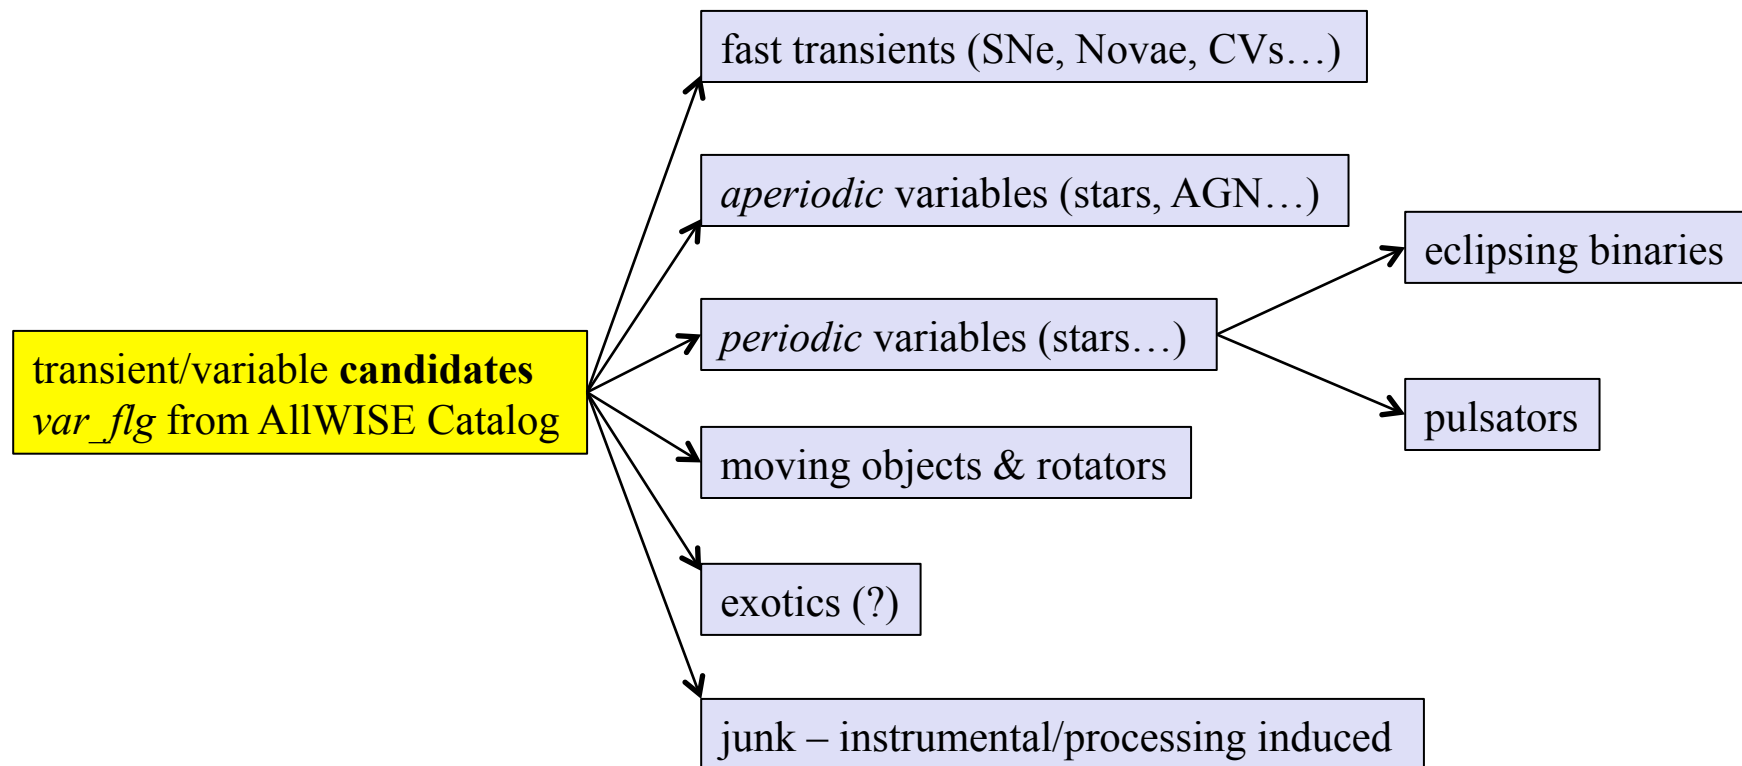 fast transients (SNe, Novae, CVs…)
aperiodic variables (stars, AGN…)
eclipsing binaries
periodic variables (stars…)
transient/variable candidates
var_flg from AllWISE Catalog
pulsators
moving objects & rotators
exotics (?)
junk – instrumental/processing induced